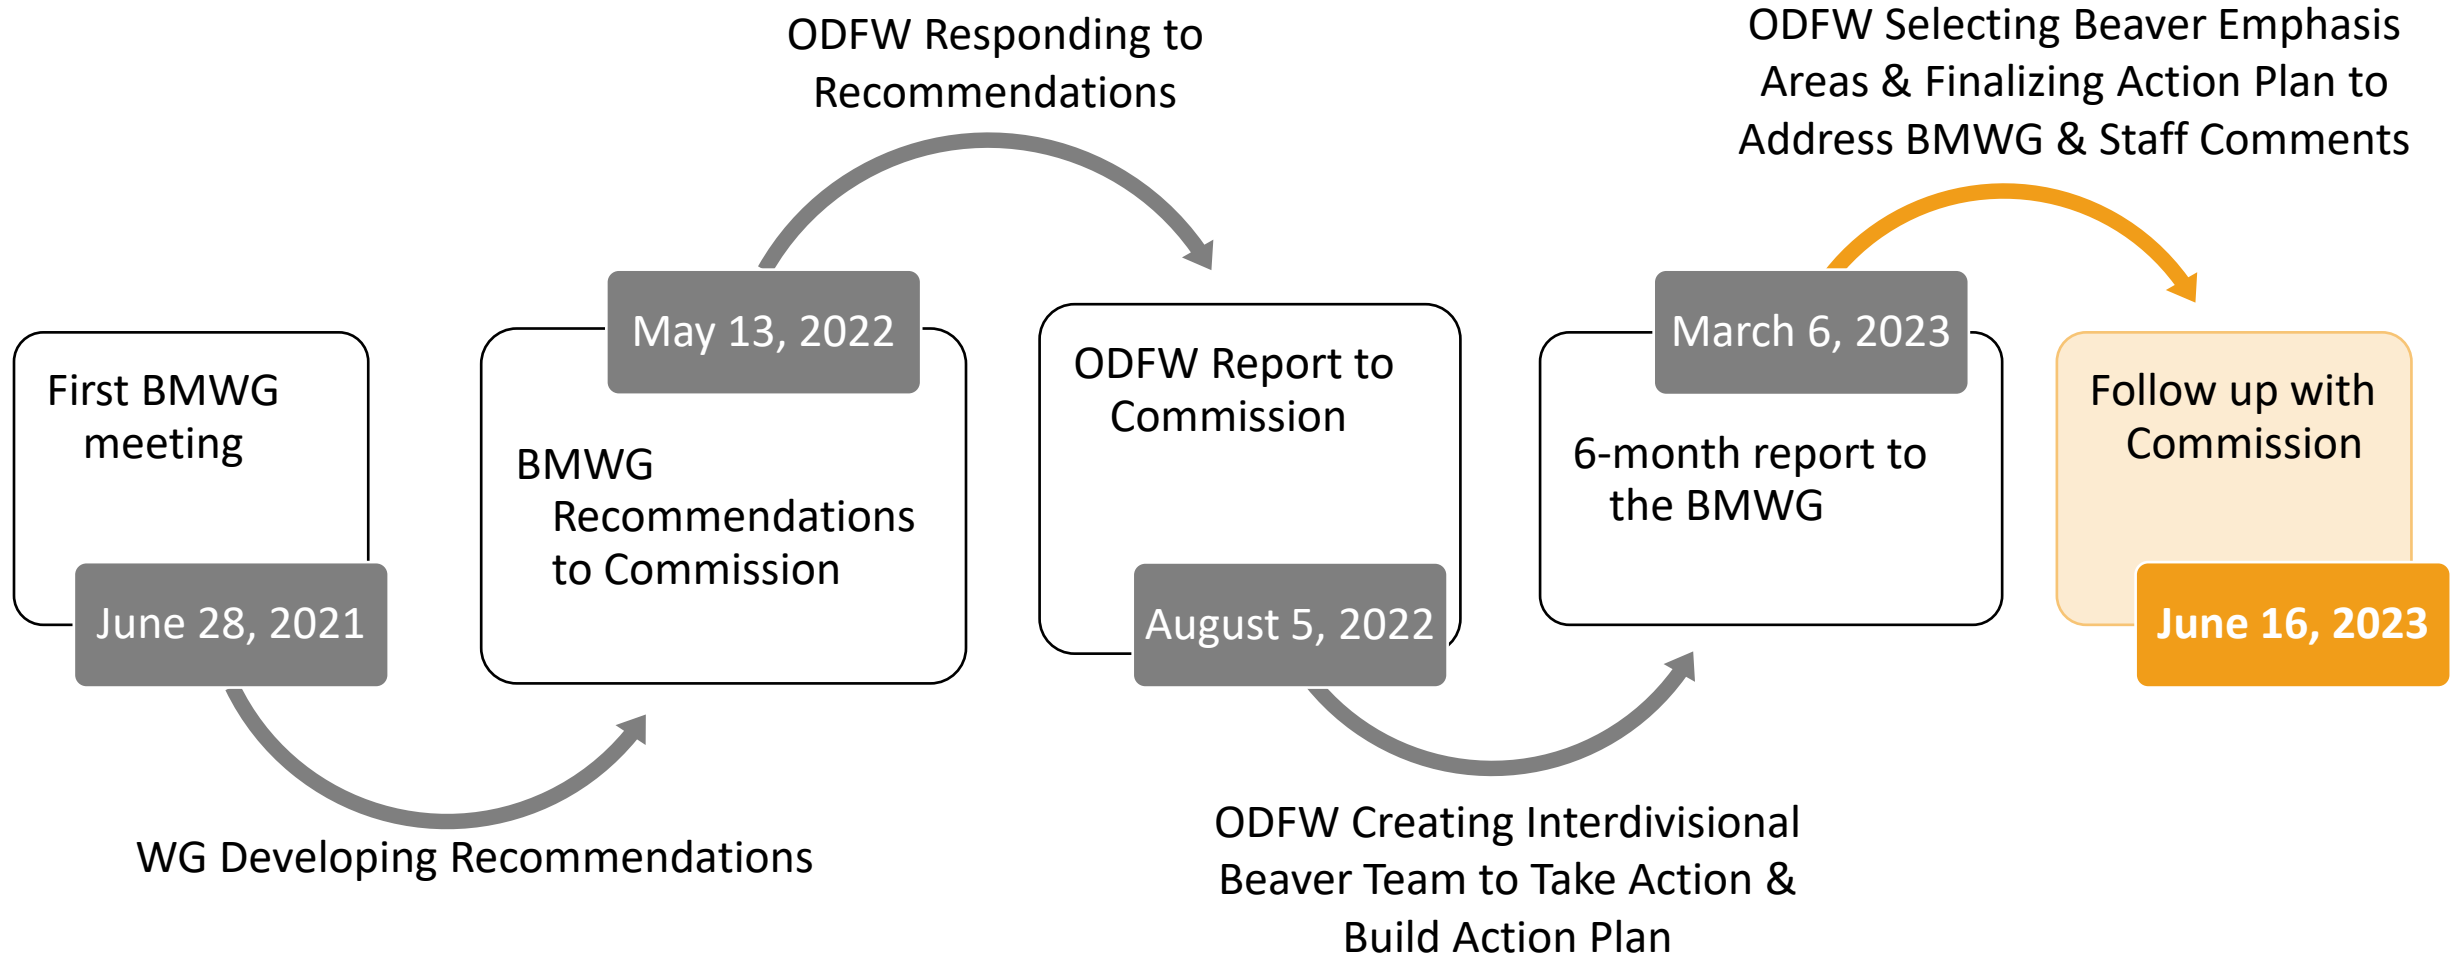 First BMWG
meeting
June 28, 2021
WG Developing Recommendations
May 13, 2022
BMWG
Recommendations
to Commission
ODFW Responding to
Recommendations
ODFW Report to
Commission
August 5, 2022
ODFW Creating Interdivisional
Beaver Team to Take Action &
Build Action Plan
March 6, 2023
6-month report to
the BMWG
ODFW Selecting Beaver Emphasis
Areas & Finalizing Action Plan to
Address BMWG & Staff Comments
Follow up with
Commission
June 16, 2023